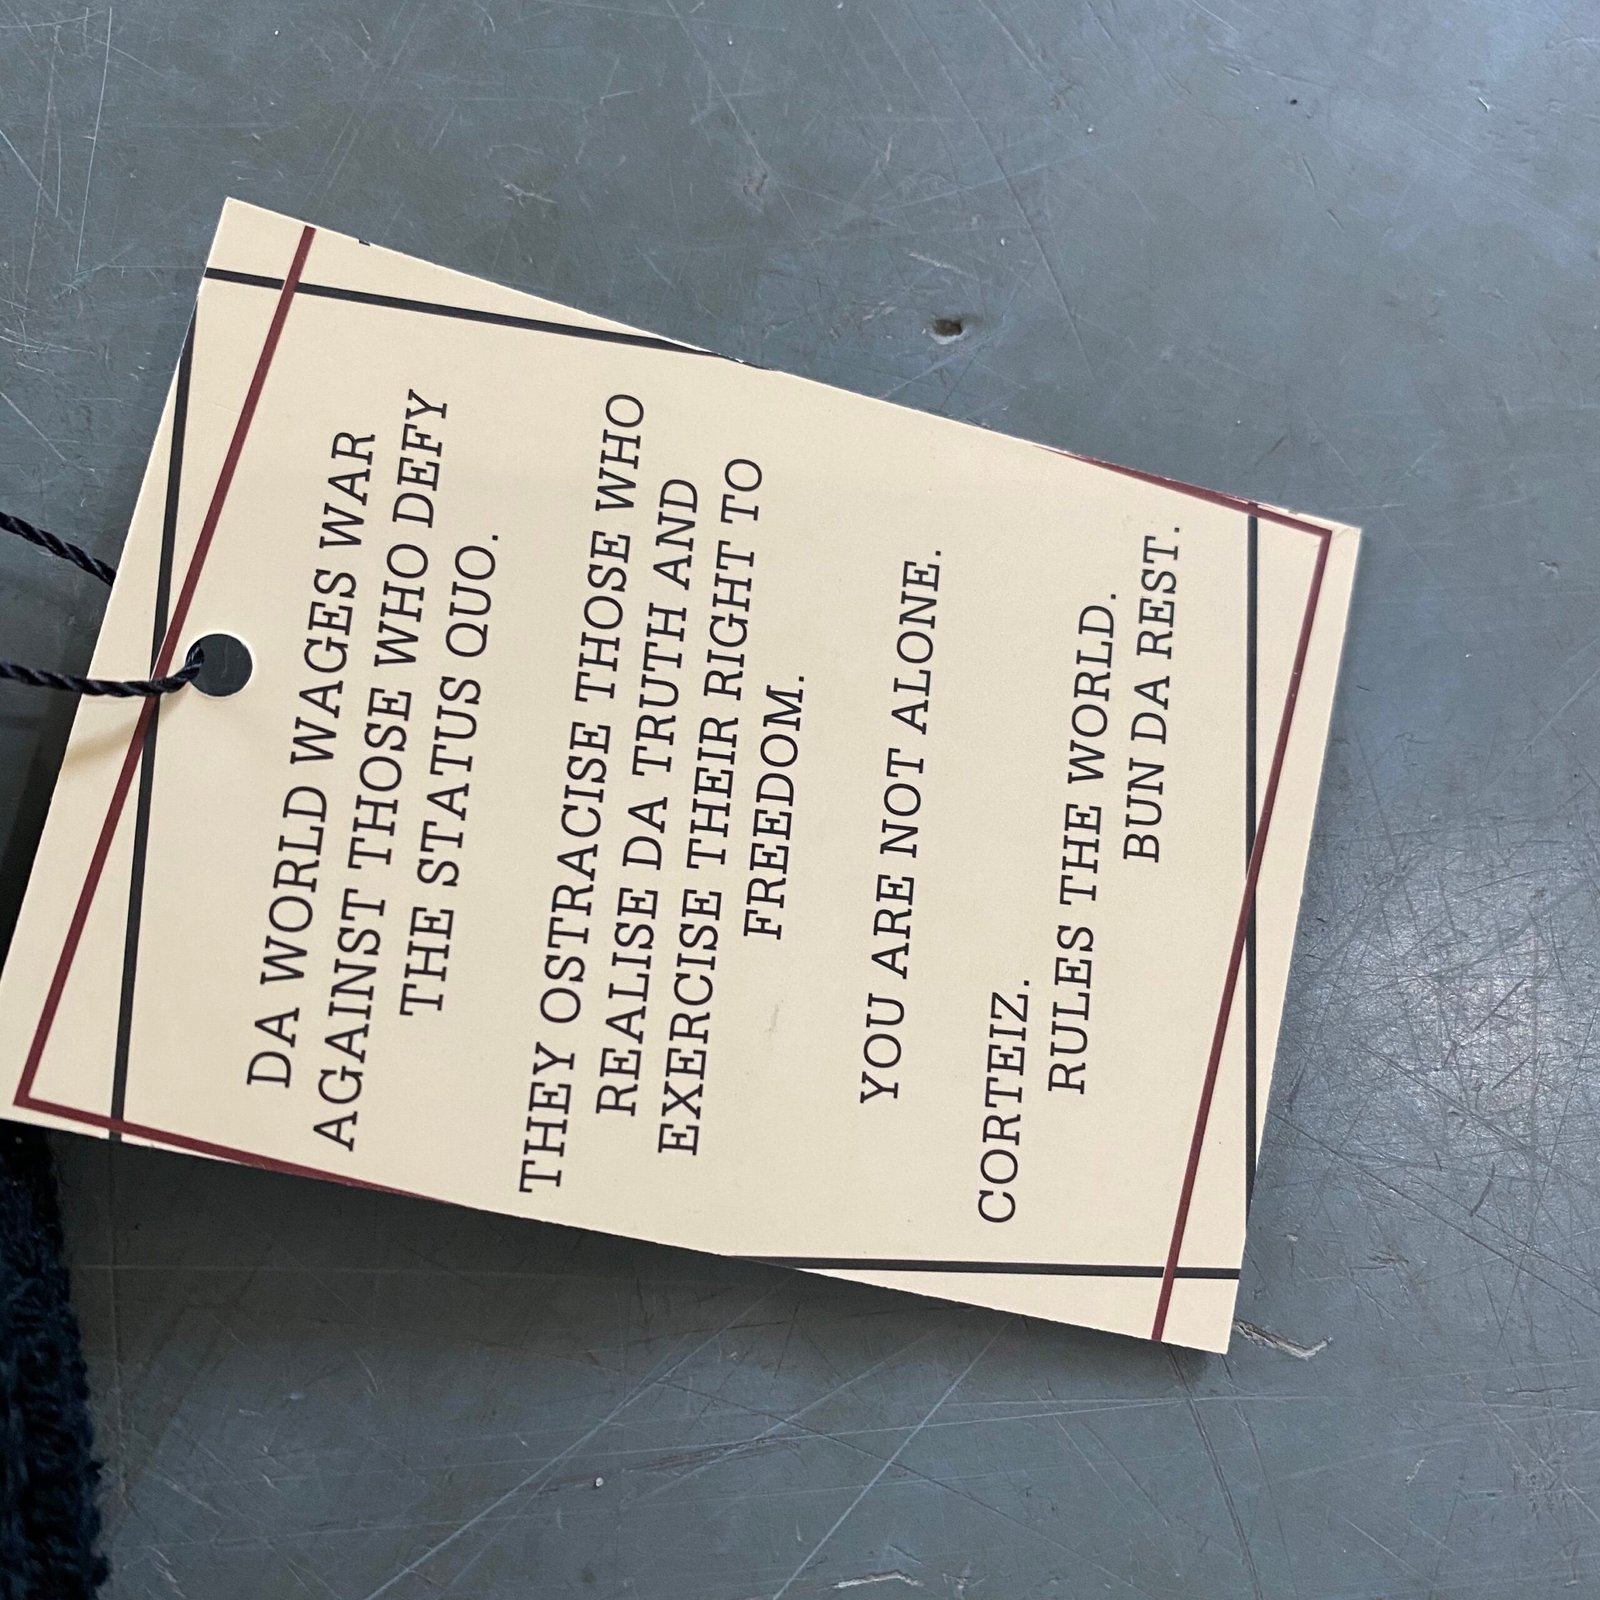 DA WORLD WAGES WAR
AGAINST THOSE WHO DEFY
THE STATUS QUO.
THEY OSTRACISE THOSE WHO
REALISE DA TRUTH AND
EXERCISE THEIR RIGHT TO
FREEDOM.
YOU ARE NOT ALONE.
CORTEIZ.
RULES THE WORLD.
BUN DA REST.